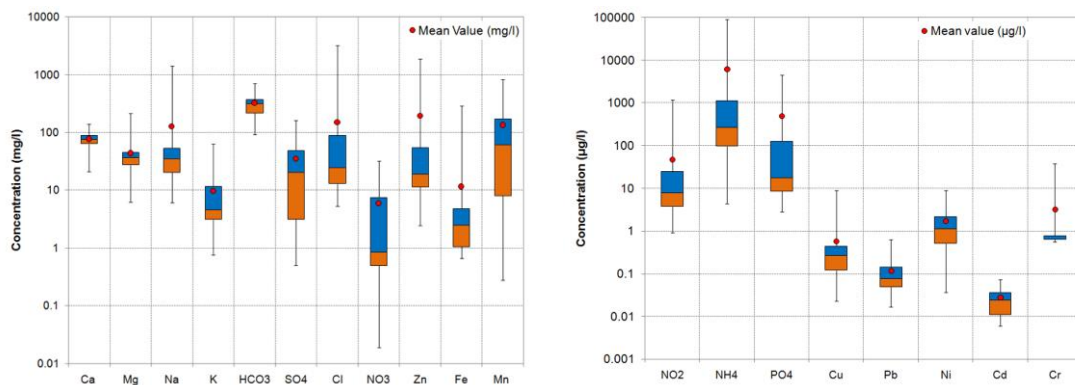 10000
1000
100
10
1
0.1
0.01
Concentration (mg/l)
Mean Value (mg/l)
Ca Mg Na K HCO3 SO4 Cl NO3 Zn Fe Mn
100000
10000
1000
100
10
1
0.1
0.01
0.001
Concentration (µg/l)
Mean value (µg/l)
NO2 NH4 PO4 Cu Pb Ni Cd Cr